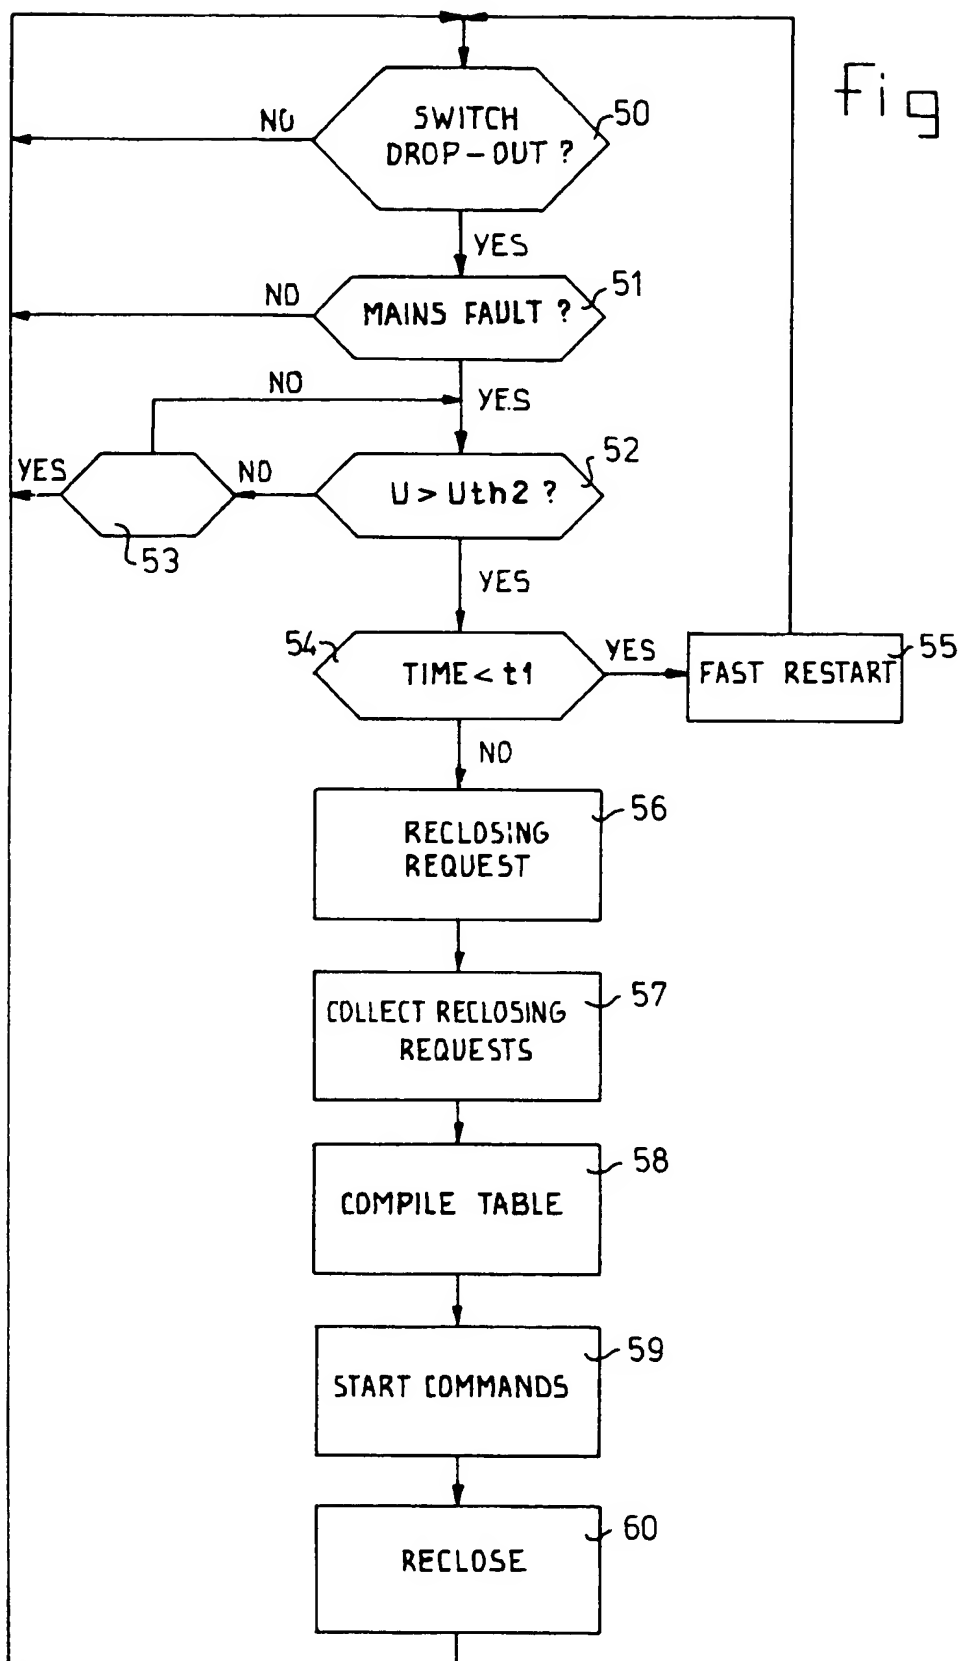 Fig
SWITCH
DROP-OUT ?
50
NO
YES
MAINS FAULT ?
51
NO
YES
NO
U > Uth2 ?
52
NO
YES
53
YES
TIME < t1
54
YES
FAST RESTART
55
NO
RECLOSING
REQUEST
56
COLLECT RECLOSING
REQUESTS
57
COMPILE TABLE
58
START COMMANDS
59
RECLOSE
60